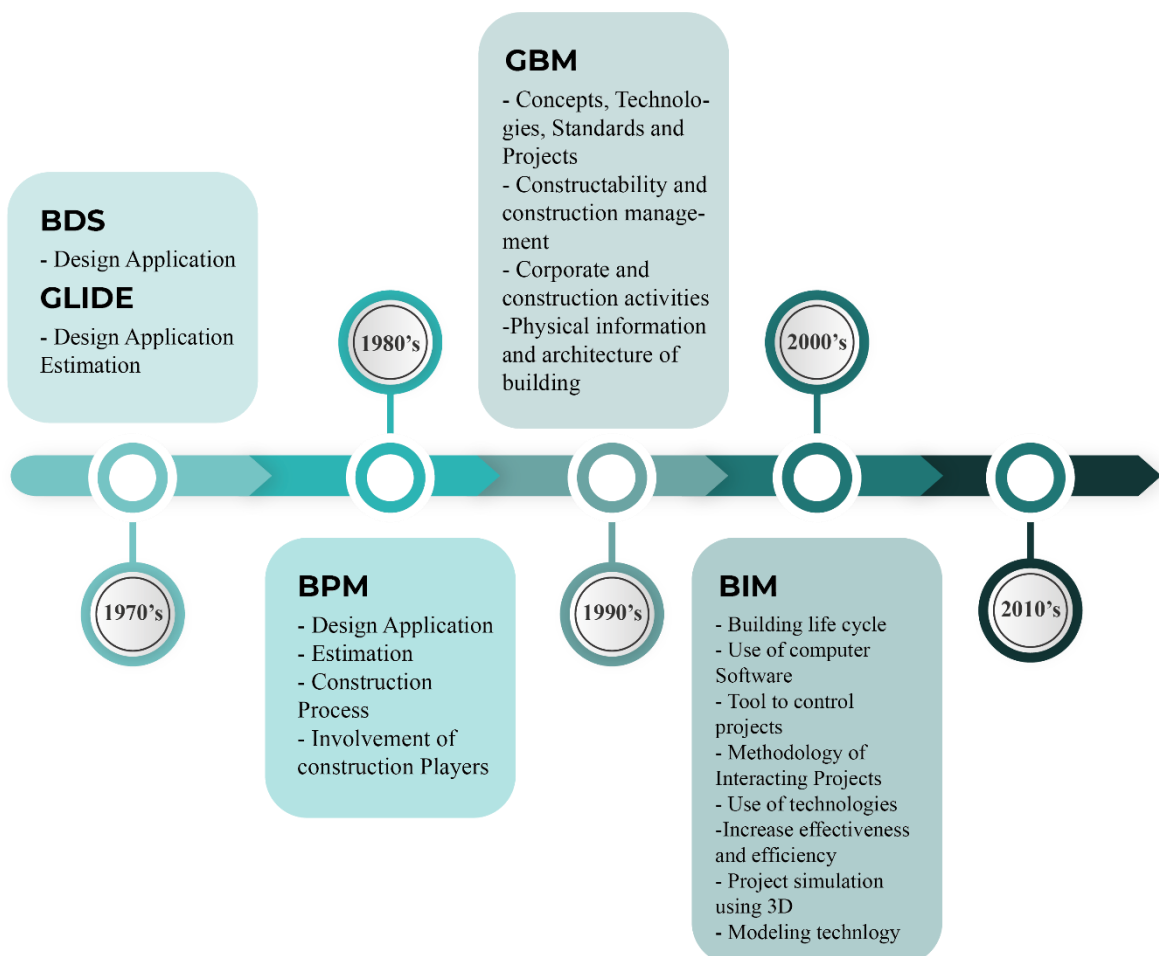 BDS
- Design Application
GLIDE
- Design Application
Estimation
1970's
1980's
BPM
- Design Application
- Estimation
- Construction
Process
- Involvement of
construction Players
GBM
- Concepts, Technolo-
gies, Standards and
Projects
- Constructability and
construction manage-
ment
- Corporate and
construction activities
-Physical information
and architecture of
building
1990's
2000's
BIM
- Building life cycle
- Use of computer
Software
- Tool to control
projects
- Methodology of
Interacting Projects
- Use of technologies
-Increase effectiveness
and efficiency
- Project simulation
using 3D
- Modeling technlogy
2010's